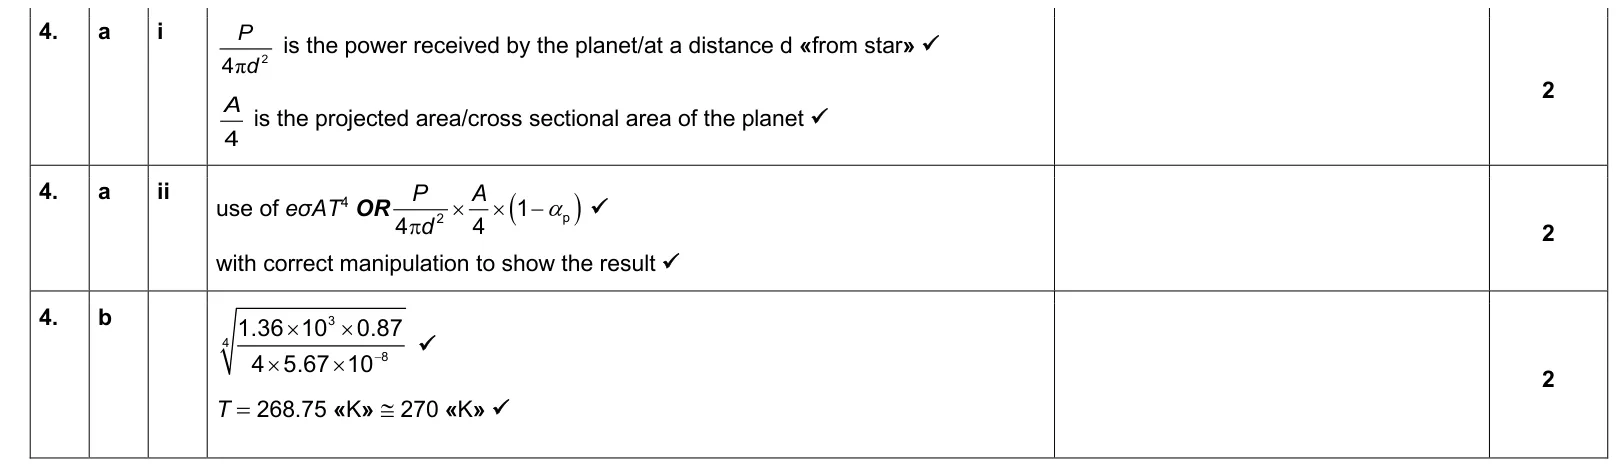 4. a i P/4πd² is the power received by the planet/at a distance d «from star» ✓
A/4 is the projected area/cross sectional area of the planet ✓
2
4. a ii use of eσAT⁴ OR P/4πd² × A/4 × (1 − αₚ) ✓
with correct manipulation to show the result ✓
2
4. b ⁴√(1.36 × 10³ × 0.87 / 4 × 5.67 × 10⁻⁸) ✓
T = 268.75 «K» ≅ 270 «K» ✓
2